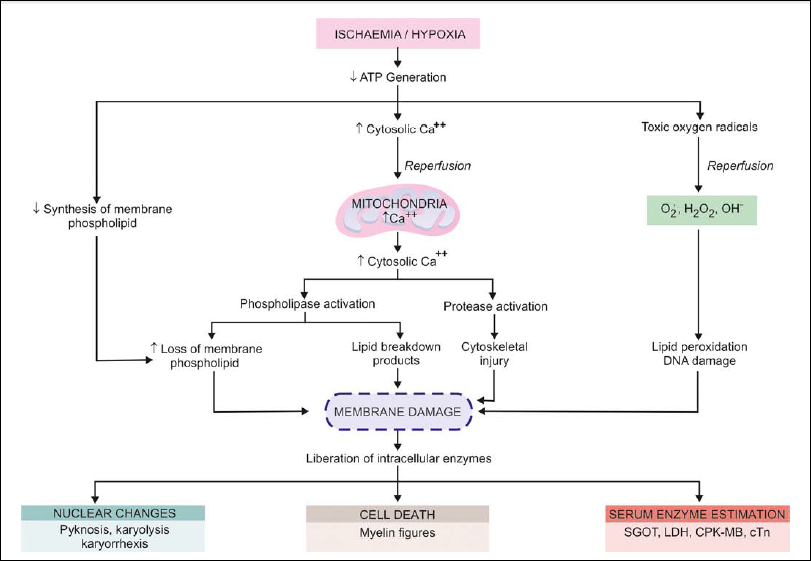 ISCHAEMIA / HYPOXIA
↓ ATP Generation
↑ Cytosolic Ca++
Toxic oxygen radicals
Reperfusion
Reperfusion
↓ Synthesis of membrane
phospholipid
MITOCHONDRIA
↑Ca++
O2̇, H2O2, OH−
↑ Cytosolic Ca++
Phospholipase activation
Protease activation
↑ Loss of membrane
phospholipid
Lipid breakdown
products
Cytoskeletal
injury
Lipid peroxidation
DNA damage
MEMBRANE DAMAGE
Liberation of intracellular enzymes
NUCLEAR CHANGES
Pyknosis, karyolysis
karyorrhexis
CELL DEATH
Myelin figures
SERUM ENZYME ESTIMATION
SGOT, LDH, CPK-MB, cTn